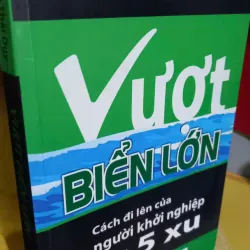 Vượt
BIỂN LỚN
Cách đi lên của
người khởi nghiệp
5 xu